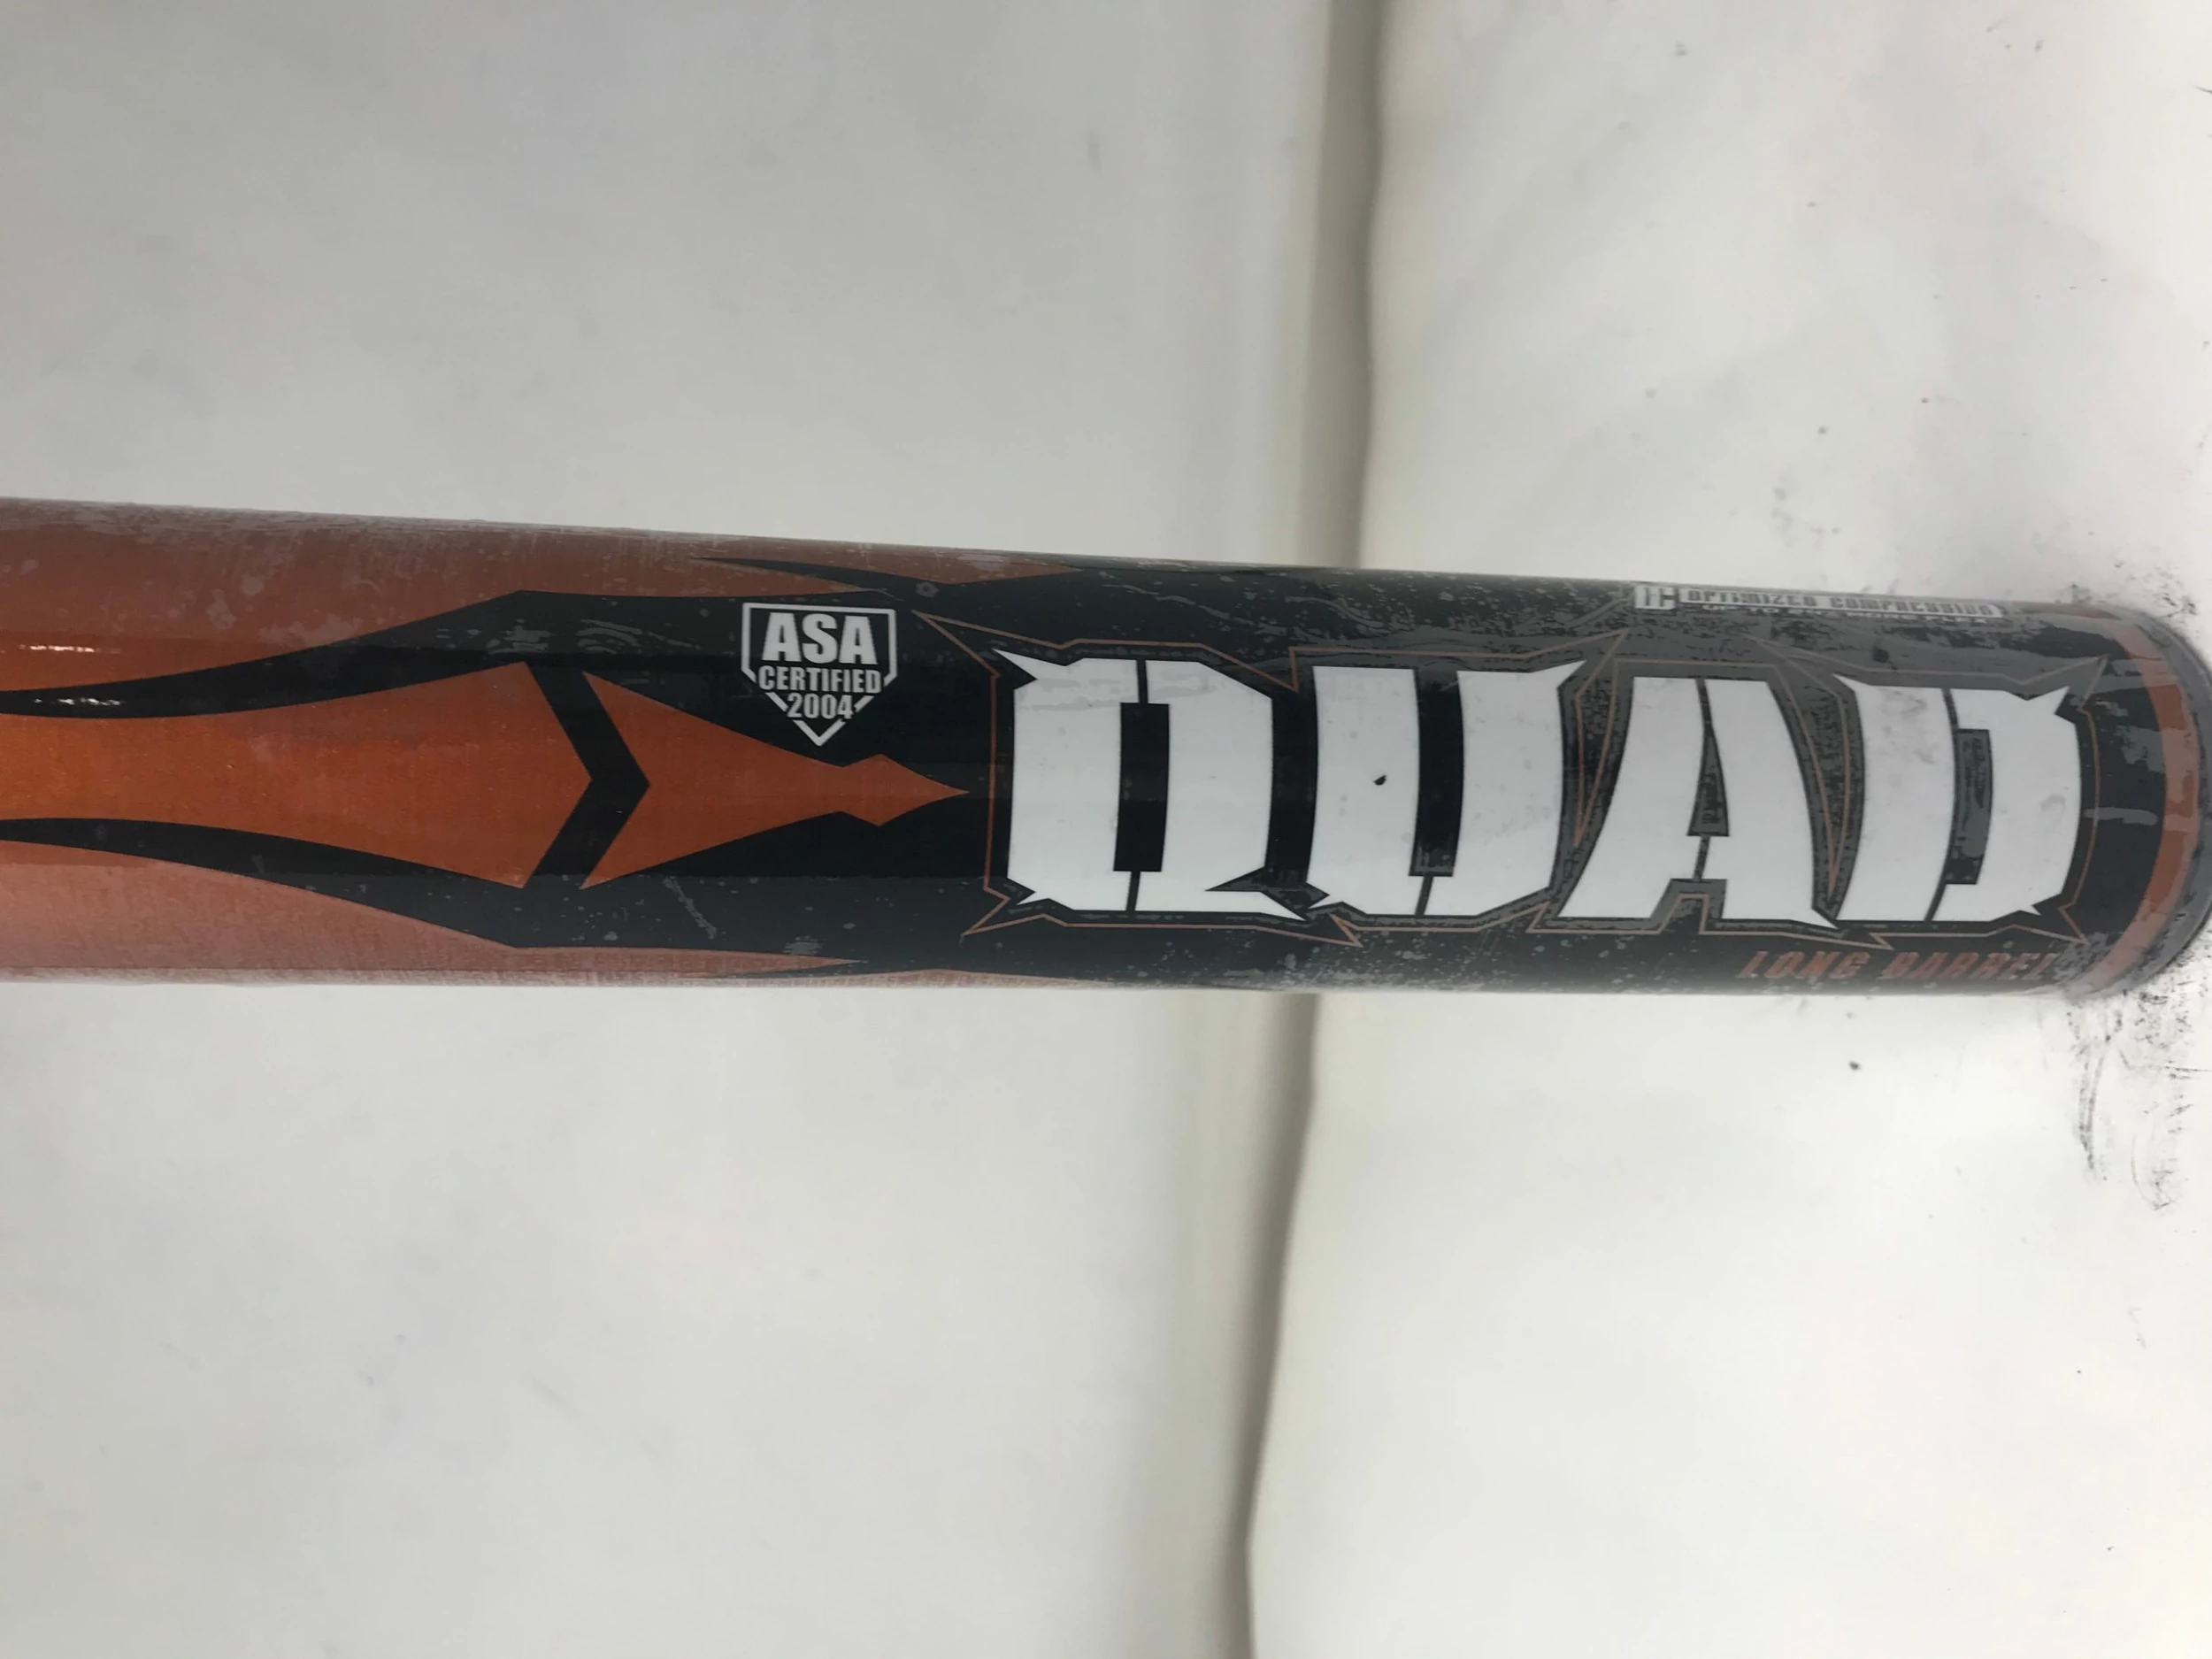 ASA
CERTIFIED
2004
OPTIMIZED COMPRESSION
QUAD
LONG BARREL